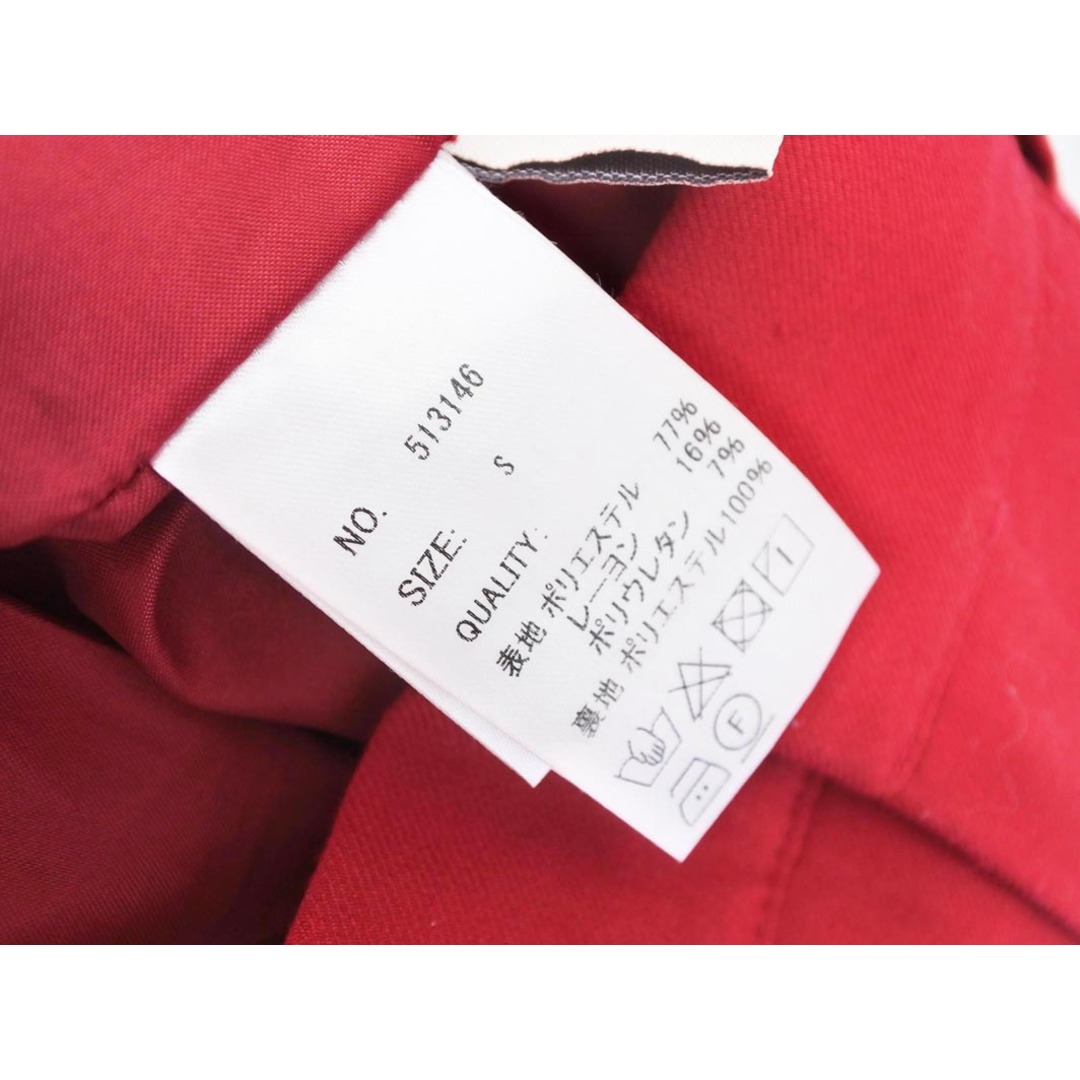 NO. 513146
SIZE: S
QUALITY:
表地 ポリエステル 77%
レーヨン 16%
ポリウレタン 7%
裏地 ポリエステル100%
F